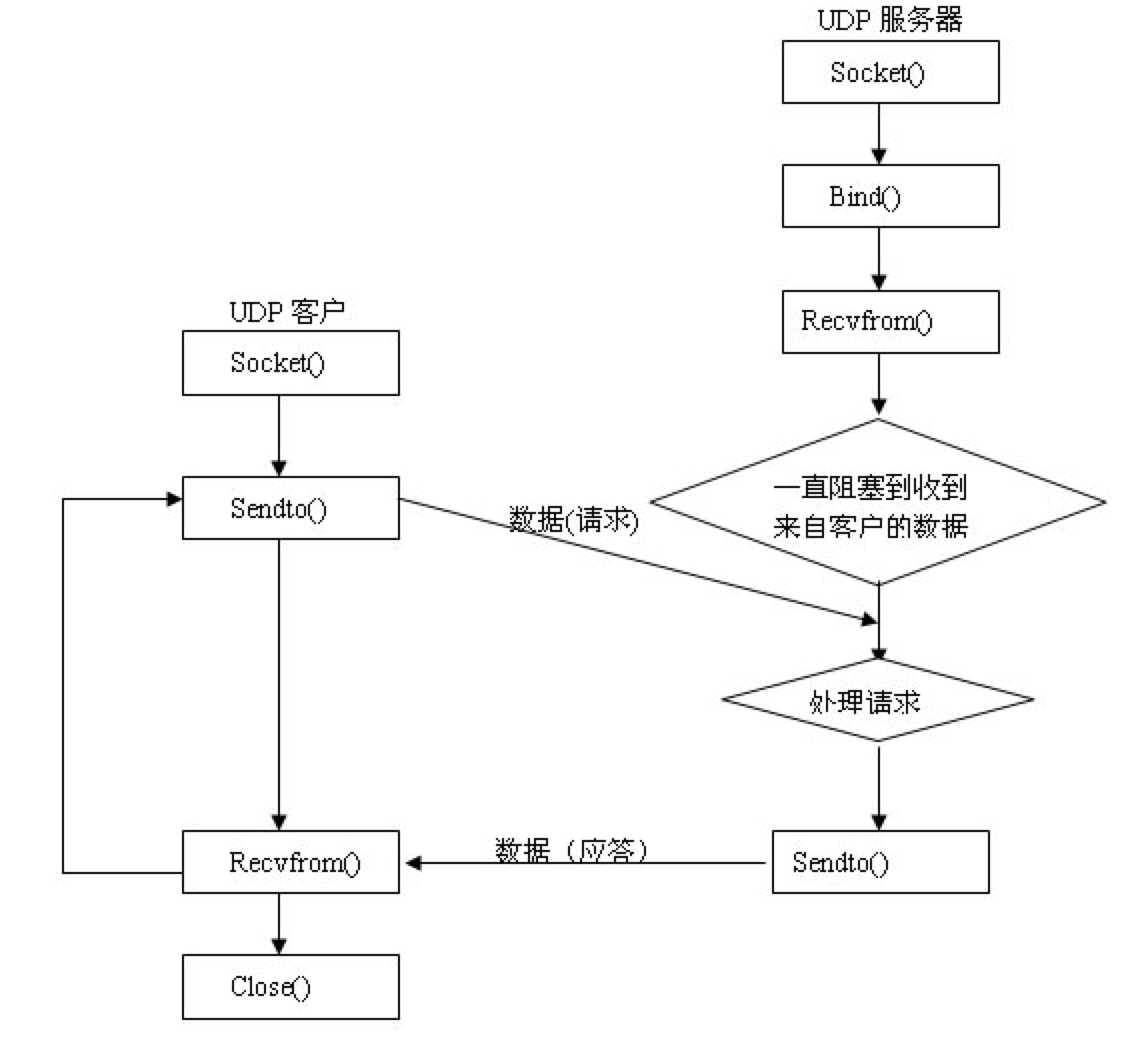 UDP 服务器
Socket()
Bind()
Recvfrom()
UDP 客户
Socket()
一直阻塞到收到
来自客户的数据
Sendto()
数据(请求)
处理请求
Recvfrom()
数据（应答）
Sendto()
Close()